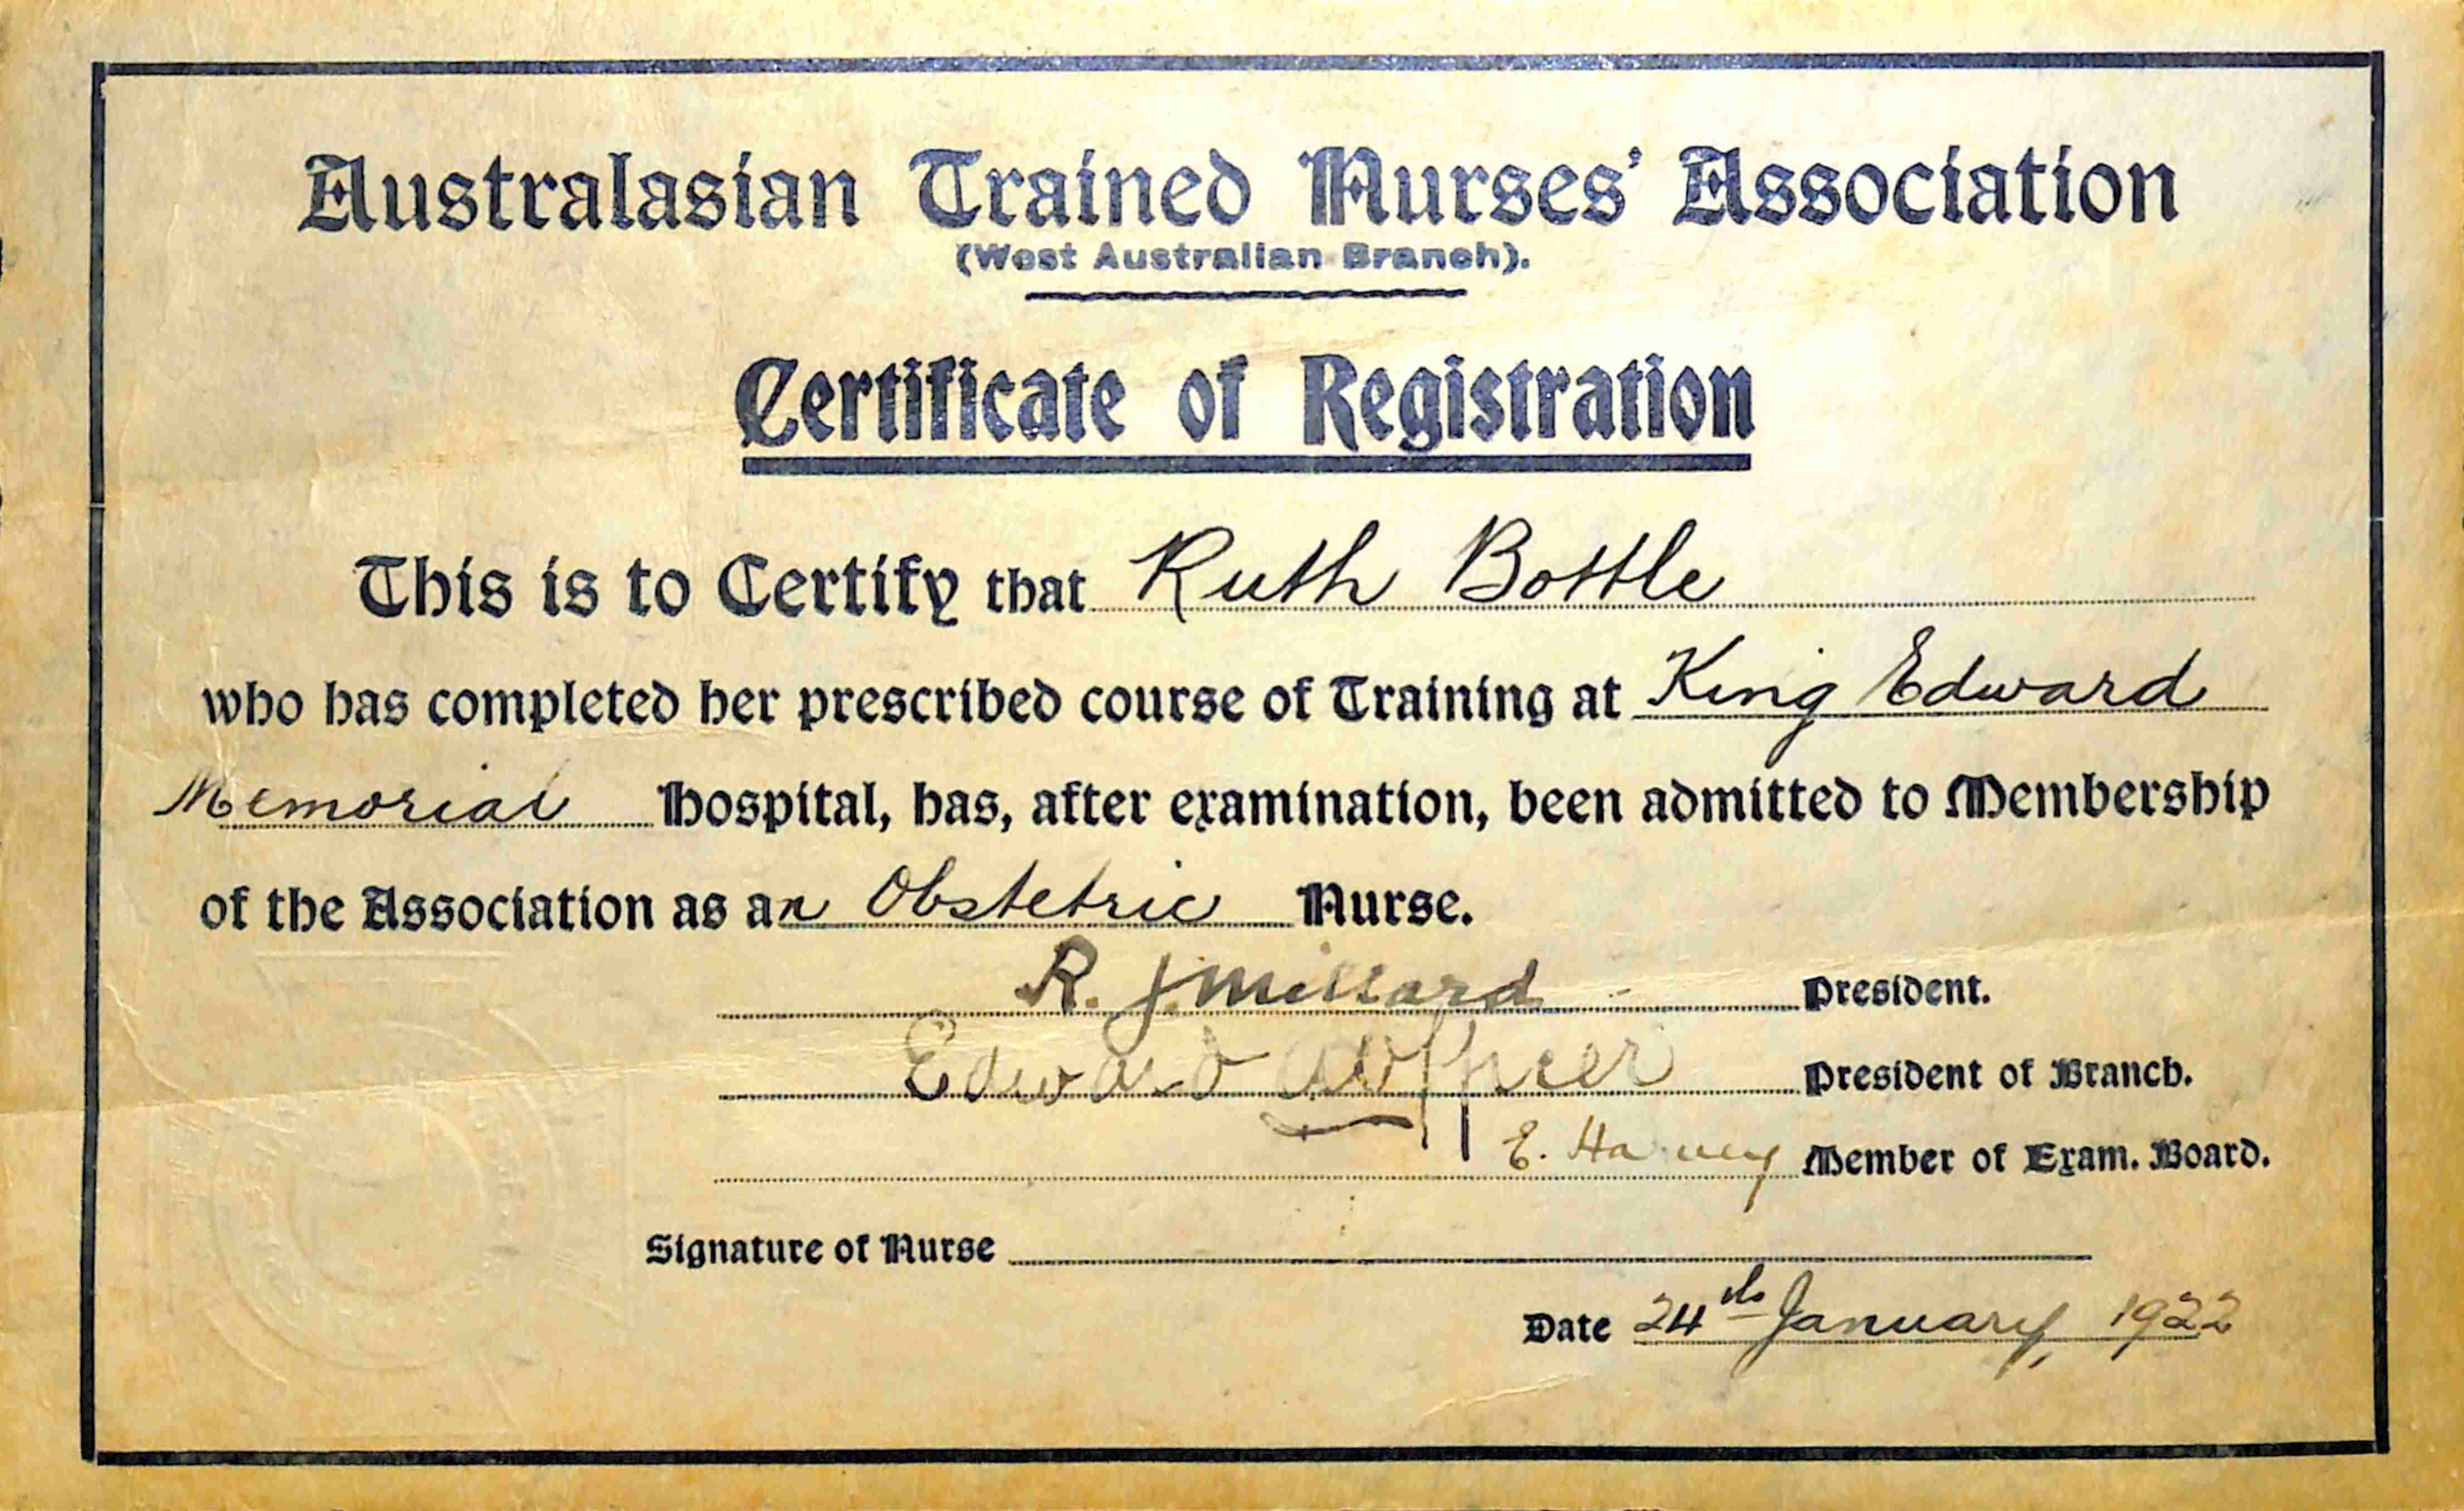 Australasian Trained Nurses' Association
(West Australian Branch).
Certificate of Registration
This is to Certify that Ruth Bottle
who has completed her prescribed course of Training at King Edward
Memorial Hospital, has, after examination, been admitted to Membership
of the Association as an Obstetric Nurse.
R. J Millard President.
Edward President of Branch.
E. Harvey Member of Exam. Board.
Signature of Nurse
Date 24th January, 1922